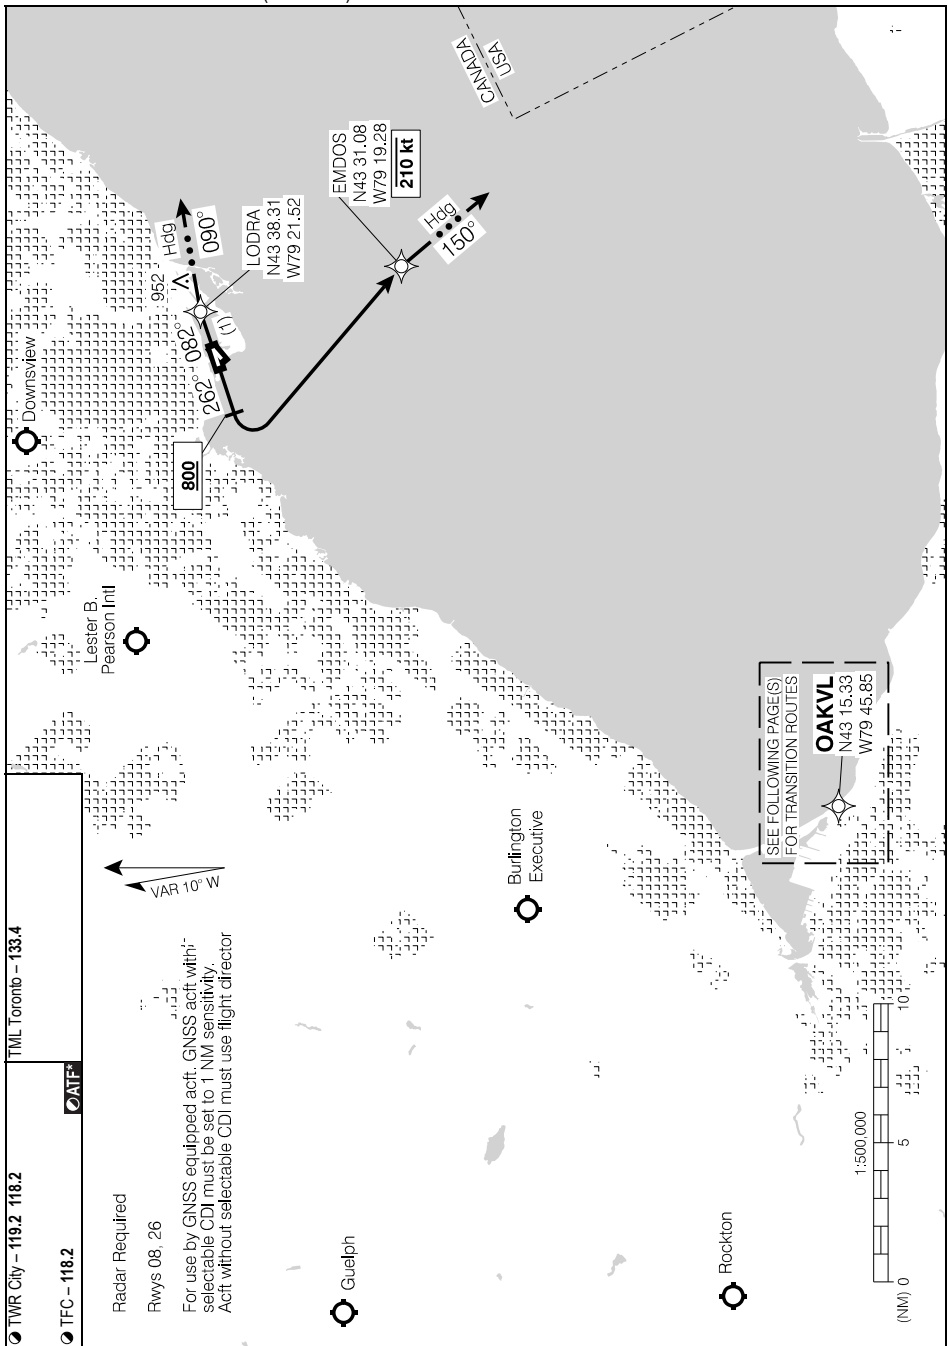 TWR City – 119.2 118.2
TML Toronto – 133.4
TFC – 118.2
ATF*
Radar Required
Rwys 08, 26
For use by GNSS equipped acft. GNSS acft with
selectable CDI must be set to 1 NM sensitivity.
Acft without selectable CDI must use flight director
VAR 10° W
Downsview
Lester B.
Pearson Intl
800
262°
082°
(1)
952
Hdg
090°
LODRA
N43 38.31
W79 21.52
EMDOS
N43 31.08
W79 19.28
210 kt
Hdg
150°
CANADA
USA
Burlington
Executive
Guelph
Rockton
SEE FOLLOWING PAGE(S)
FOR TRANSITION ROUTES
OAKVL
N43 15.33
W79 45.85
1:500,000
(NM) 0 5 10